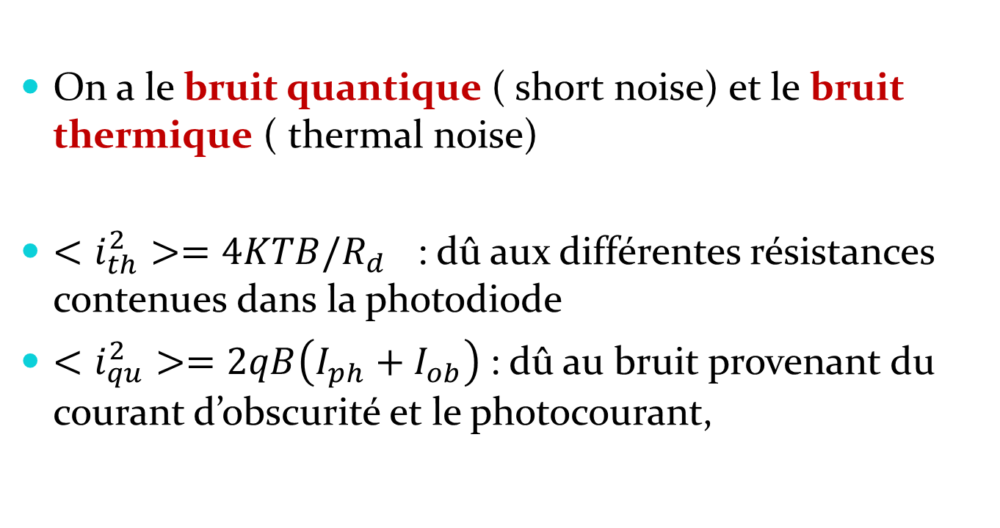 • On a le bruit quantique ( short noise) et le bruit
thermique ( thermal noise)
• < i_{th}^2 >= 4KTB/R_d : dû aux différentes résistances
contenues dans la photodiode
• < i_{qu}^2 >= 2qB(I_{ph} + I_{ob}) : dû au bruit provenant du
courant d’obscurité et le photocourant,